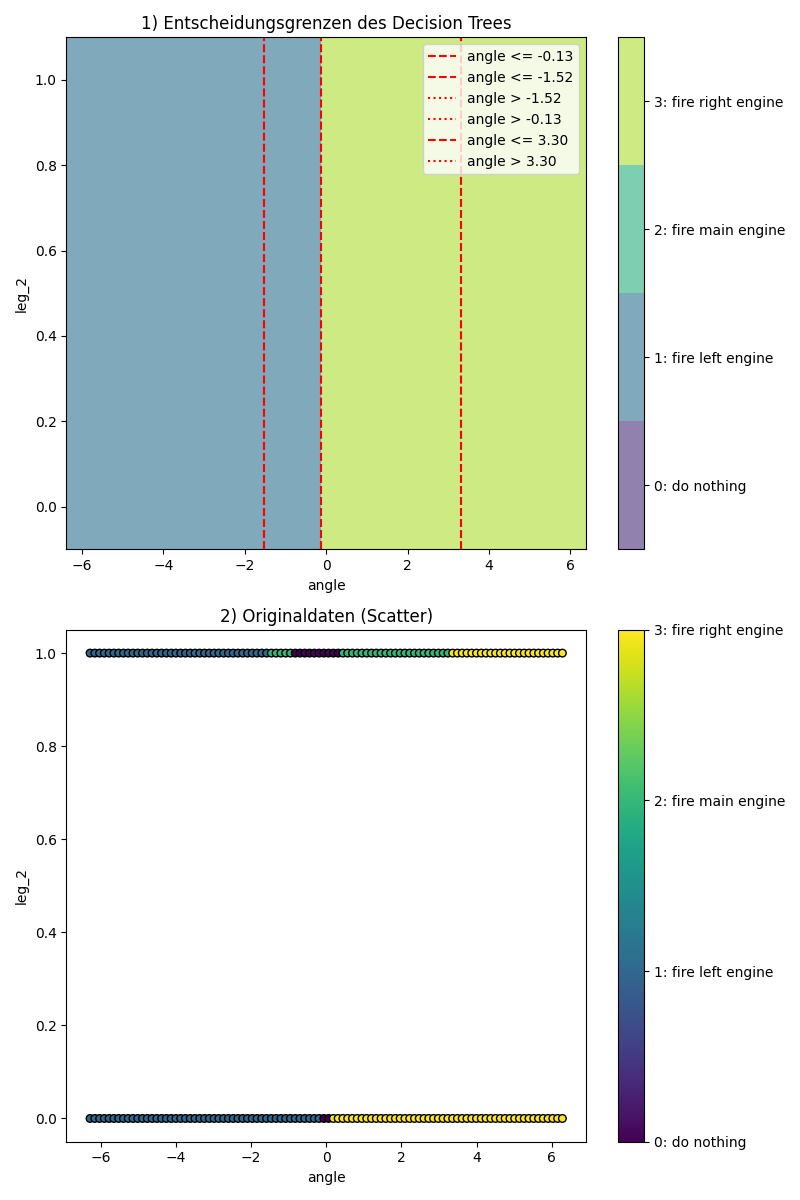 1) Entscheidungsgrenzen des Decision Trees
angle <= -0.13
angle <= -1.52
angle > -1.52
angle > -0.13
angle <= 3.30
angle > 3.30
1.0
0.8
0.6
0.4
0.2
0.0
leg_2
−6 −4 −2 0 2 4 6
angle
3: fire right engine
2: fire main engine
1: fire left engine
0: do nothing
2) Originaldaten (Scatter)
1.0
0.8
0.6
0.4
0.2
0.0
leg_2
−6 −4 −2 0 2 4 6
angle
3: fire right engine
2: fire main engine
1: fire left engine
0: do nothing